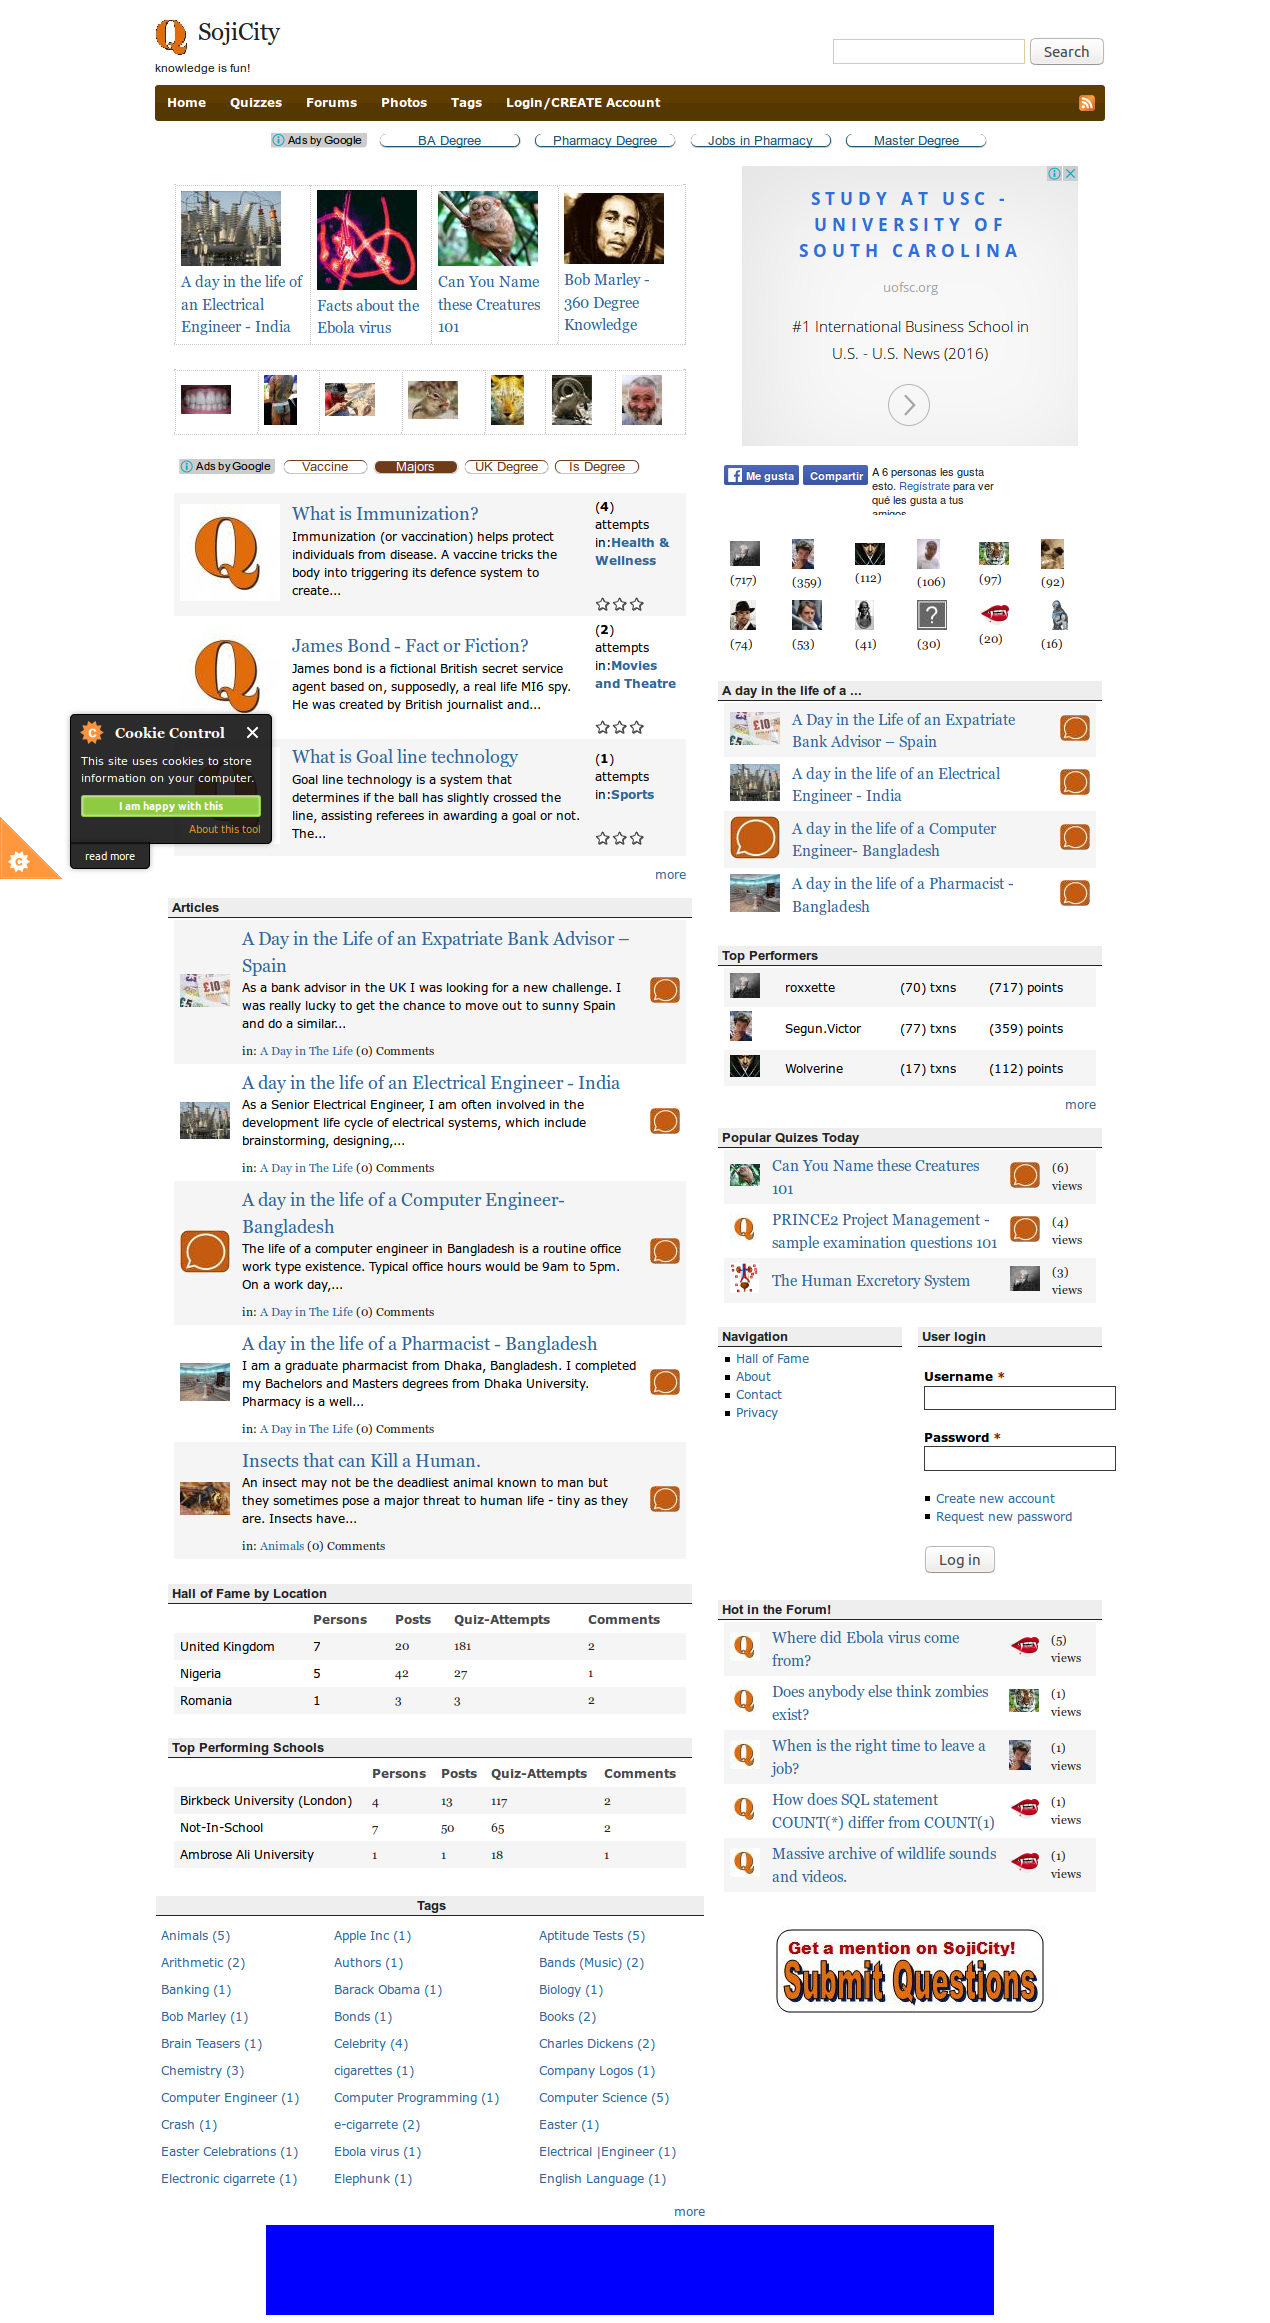 SojiCity
knowledge is fun!
Search
Home Quizzes Forums Photos Tags Login/CREATE Account
Ads by Google BA Degree Pharmacy Degree Jobs in Pharmacy Master Degree
A day in the life of
an Electrical
Engineer - India
Facts about the
Ebola virus
Can You Name
these Creatures
101
Bob Marley -
360 Degree
Knowledge
STUDY AT USC -
UNIVERSITY OF
SOUTH CAROLINA
uofsc.org
#1 International Business School in
U.S. - U.S. News (2016)
Ads by Google Vaccine Majors UK Degree Is Degree
Me gusta Compartir
A 6 personas les gusta
esto. Regístrate para ver
qué les gusta a tus
amigos.
What is Immunization?
Immunization (or vaccination) helps protect
individuals from disease. A vaccine tricks the
body into triggering its defence system to
create...
(4)
attempts
in:Health &
Wellness
James Bond - Fact or Fiction?
James bond is a fictional British secret service
agent based on, supposedly, a real life MI6 spy.
He was created by British journalist and...
(2)
attempts
in:Movies
and Theatre
What is Goal line technology
Goal line technology is a system that
determines if the ball has slightly crossed the
line, assisting referees in awarding a goal or not.
The...
(1)
attempts
in:Sports
more
Cookie Control
This site uses cookies to store
information on your computer.
I am happy with this
About this tool
read more
(717) (359) (112) (106) (97) (92)
(74) (53) (41) (30) (20) (16)
A day in the life of a ...
A Day in the Life of an Expatriate
Bank Advisor – Spain
A day in the life of an Electrical
Engineer - India
A day in the life of a Computer
Engineer- Bangladesh
A day in the life of a Pharmacist -
Bangladesh
Articles
A Day in the Life of an Expatriate Bank Advisor –
Spain
As a bank advisor in the UK I was looking for a new challenge. I
was really lucky to get the chance to move out to sunny Spain
and do a similar...
in: A Day in The Life (0) Comments
A day in the life of an Electrical Engineer - India
As a Senior Electrical Engineer, I am often involved in the
development life cycle of electrical systems, which include
brainstorming, designing,...
in: A Day in The Life (0) Comments
A day in the life of a Computer Engineer-
Bangladesh
The life of a computer engineer in Bangladesh is a routine office
work type existence. Typical office hours would be 9am to 5pm.
On a work day,...
in: A Day in The Life (0) Comments
A day in the life of a Pharmacist - Bangladesh
I am a graduate pharmacist from Dhaka, Bangladesh. I completed
my Bachelors and Masters degrees from Dhaka University.
Pharmacy is a well...
in: A Day in The Life (0) Comments
Insects that can Kill a Human.
An insect may not be the deadliest animal known to man but
they sometimes pose a major threat to human life - tiny as they
are. Insects have...
in: Animals (0) Comments
Top Performers
roxxette (70) txns (717) points
Segun.Victor (77) txns (359) points
Wolverine (17) txns (112) points
more
Popular Quizes Today
Can You Name these Creatures
101
(6)
views
PRINCE2 Project Management -
sample examination questions 101
(4)
views
The Human Excretory System
(3)
views
Navigation
Hall of Fame
About
Contact
Privacy
User login
Username *
Password *
Create new account
Request new password
Log in
Hall of Fame by Location
Persons Posts Quiz-Attempts Comments
United Kingdom 7 20 181 2
Nigeria 5 42 27 1
Romania 1 3 3 2
Top Performing Schools
Persons Posts Quiz-Attempts Comments
Birkbeck University (London) 4 13 117 2
Not-In-School 7 50 65 2
Ambrose Ali University 1 1 18 1
Hot in the Forum!
Where did Ebola virus come
from?
(5)
views
Does anybody else think zombies
exist?
(1)
views
When is the right time to leave a
job?
(1)
views
How does SQL statement
COUNT(*) differ from COUNT(1)
(1)
views
Massive archive of wildlife sounds
and videos.
(1)
views
Get a mention on SojiCity!
Submit Questions
Tags
Animals (5) Apple Inc (1) Aptitude Tests (5)
Arithmetic (2) Authors (1) Bands (Music) (2)
Banking (1) Barack Obama (1) Biology (1)
Bob Marley (1) Bonds (1) Books (2)
Brain Teasers (1) Celebrity (4) Charles Dickens (2)
Chemistry (3) cigarettes (1) Company Logos (1)
Computer Engineer (1) Computer Programming (1) Computer Science (5)
Crash (1) e-cigarrete (2) Easter (1)
Easter Celebrations (1) Ebola virus (1) Electrical |Engineer (1)
Electronic cigarrete (1) Elephunk (1) English Language (1)
more